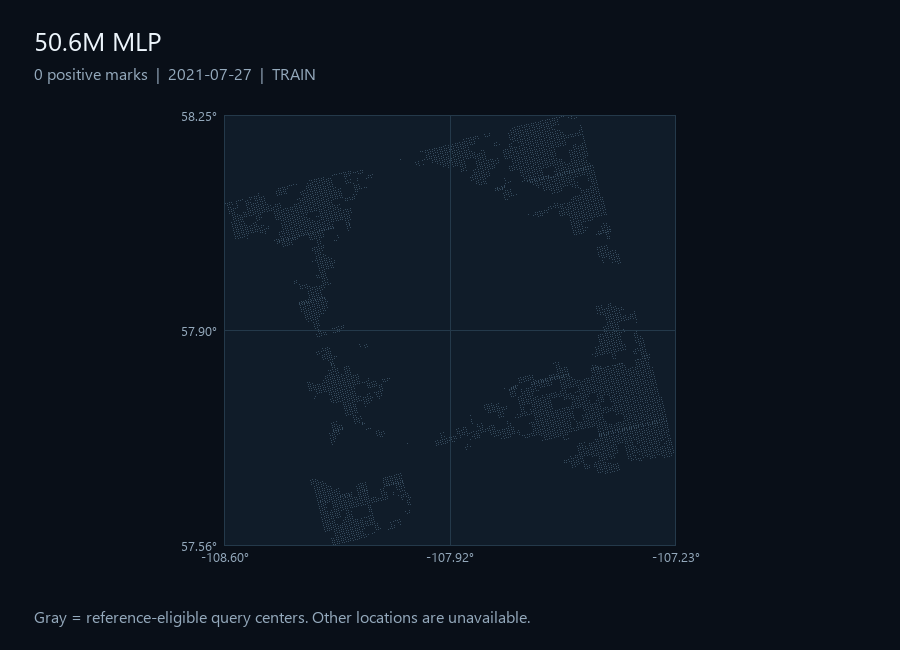 50.6M MLP
0 positive marks | 2021-07-27 | TRAIN
58.25°
57.90°
57.56°
-108.60° -107.92° -107.23°
Gray = reference-eligible query centers. Other locations are unavailable.